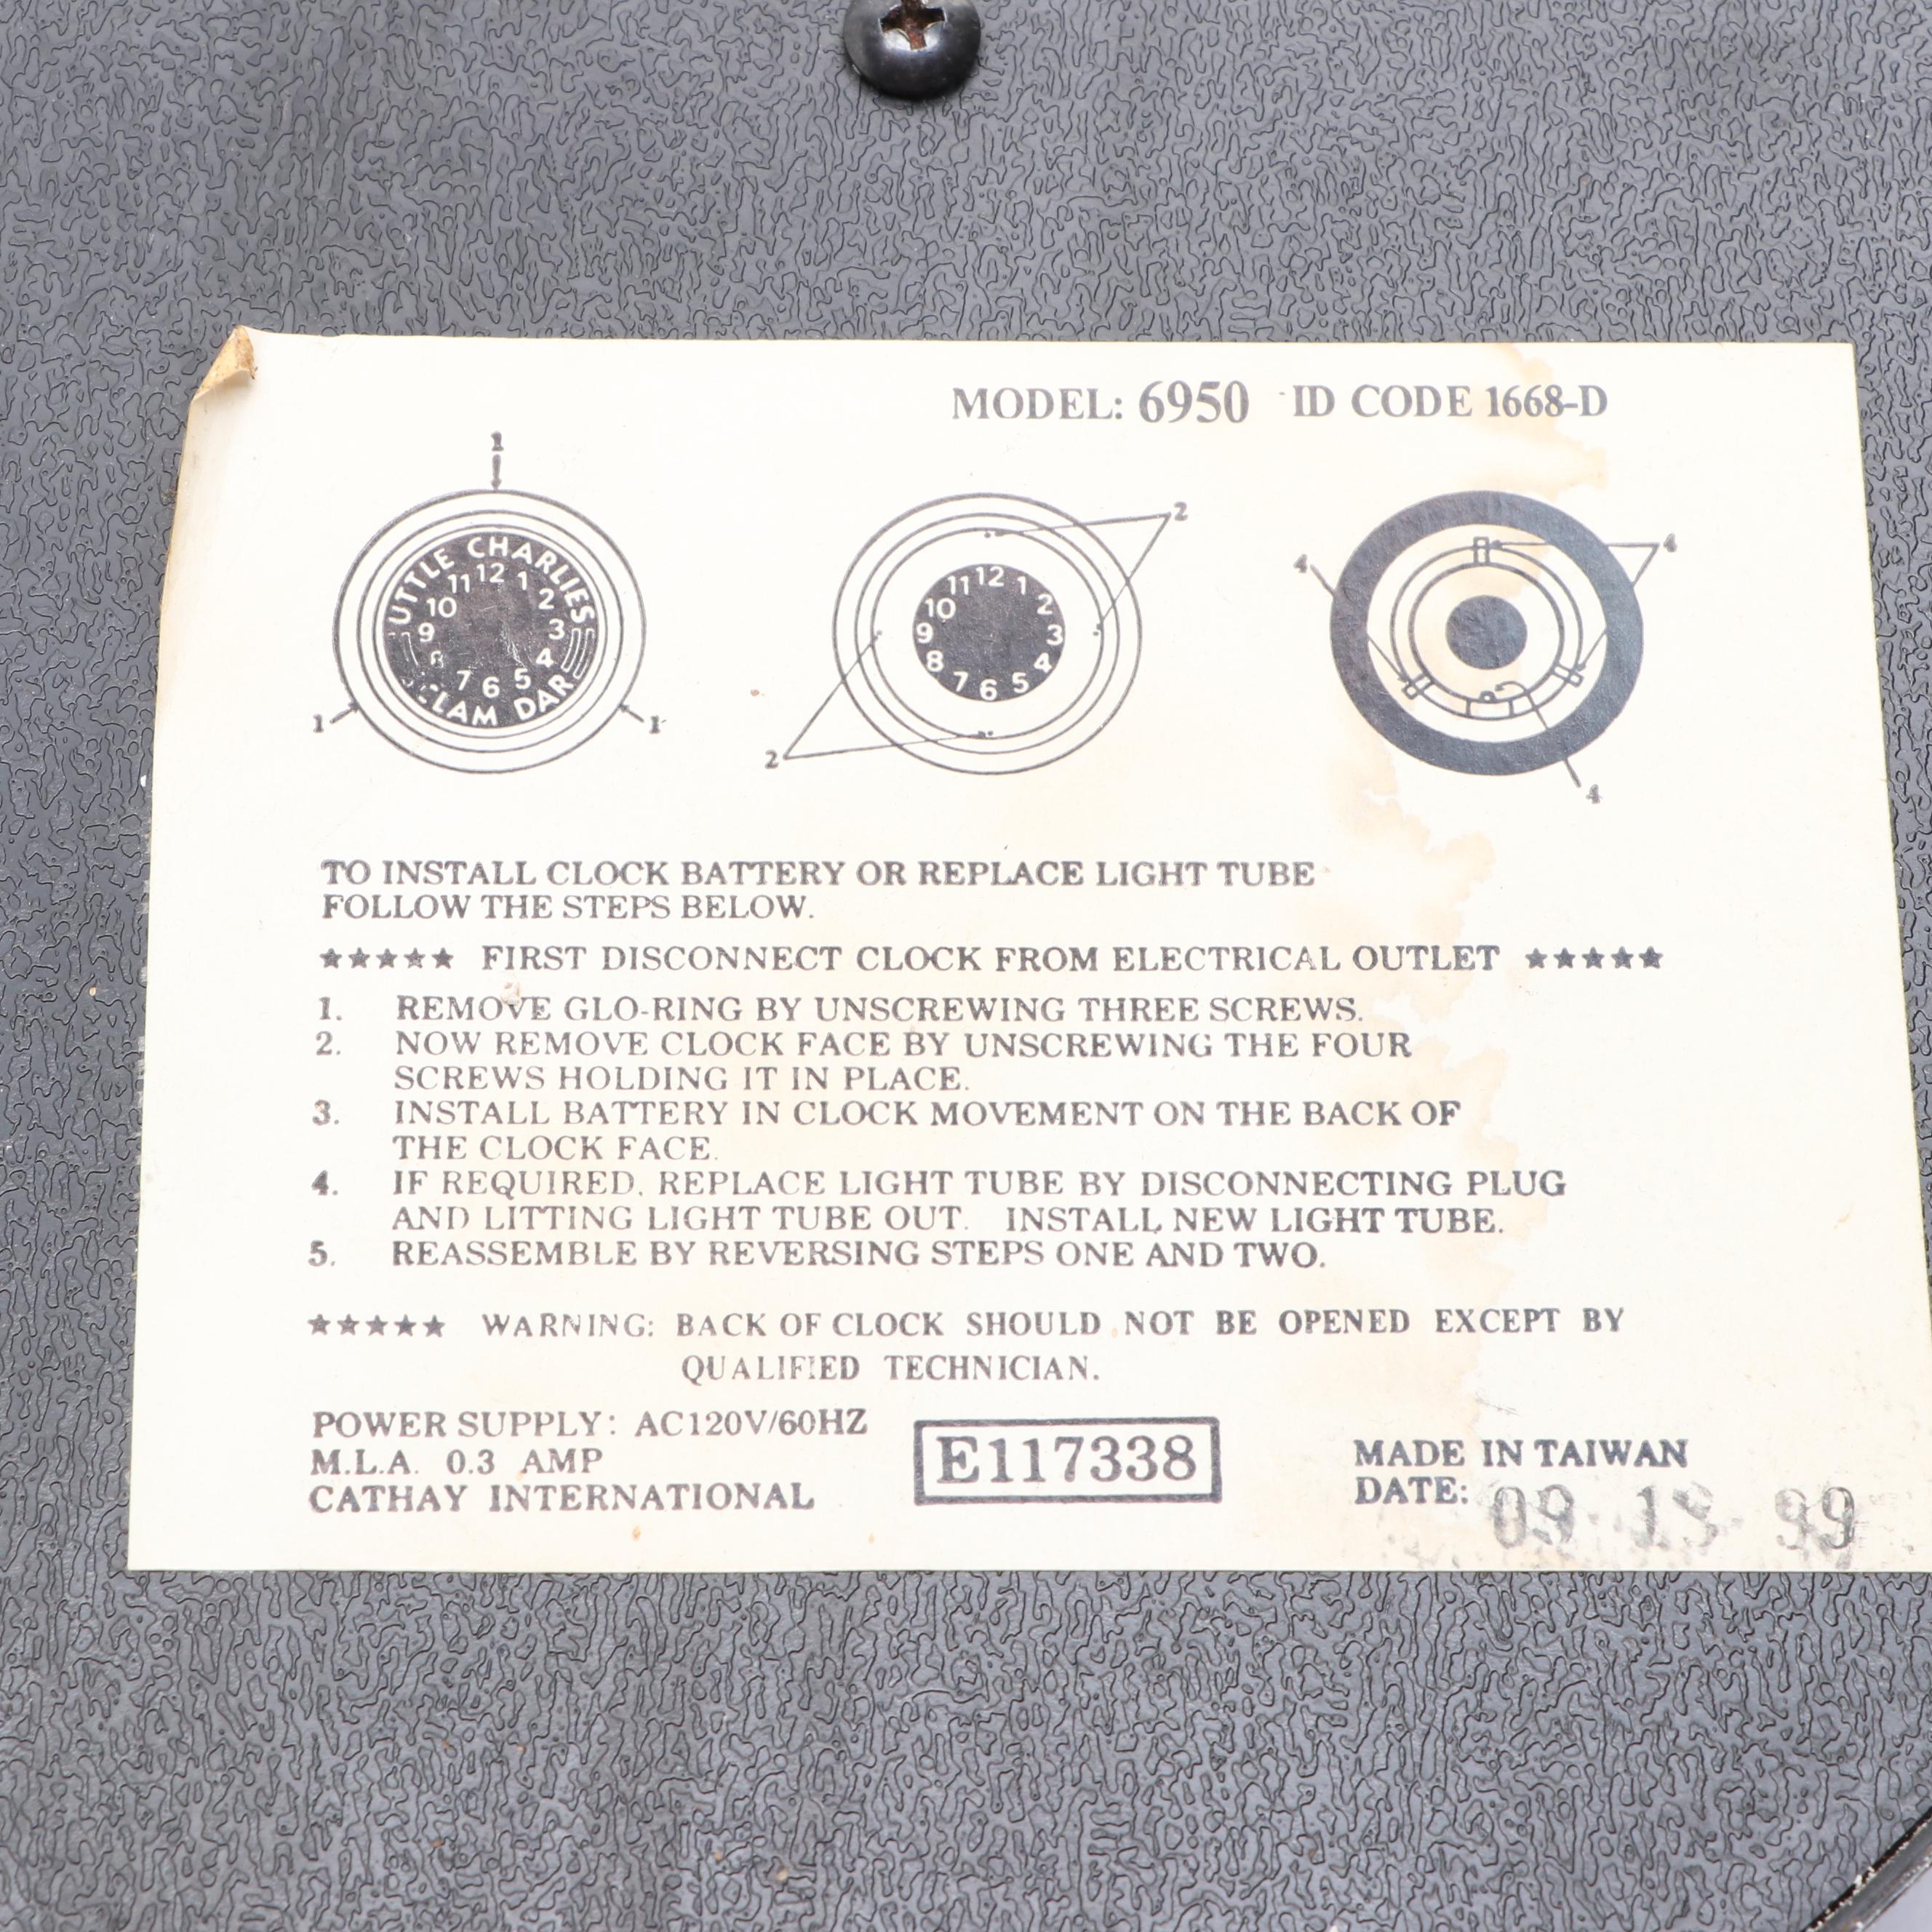 MODEL: 6950 ID CODE 1668-D
1
1
1
CHARLIES
11 12 1
10 2
9 3
8 4
7 6 5
2
2
11 12 1
10 2
9 3
8 4
7 6 5
4
4
4
TO INSTALL CLOCK BATTERY OR REPLACE LIGHT TUBE
FOLLOW THE STEPS BELOW.
★★★★★ FIRST DISCONNECT CLOCK FROM ELECTRICAL OUTLET ★★★★★
1. REMOVE GLO-RING BY UNSCREWING THREE SCREWS.
2. NOW REMOVE CLOCK FACE BY UNSCREWING THE FOUR
SCREWS HOLDING IT IN PLACE.
3. INSTALL BATTERY IN CLOCK MOVEMENT ON THE BACK OF
THE CLOCK FACE.
4. IF REQUIRED, REPLACE LIGHT TUBE BY DISCONNECTING PLUG
AND LITTING LIGHT TUBE OUT. INSTALL NEW LIGHT TUBE.
5. REASSEMBLE BY REVERSING STEPS ONE AND TWO.
★★★★★ WARNING: BACK OF CLOCK SHOULD NOT BE OPENED EXCEPT BY
QUALIFIED TECHNICIAN.
POWER SUPPLY: AC120V/60HZ
M.L.A. 0.3 AMP
CATHAY INTERNATIONAL
E117338
MADE IN TAIWAN
DATE: